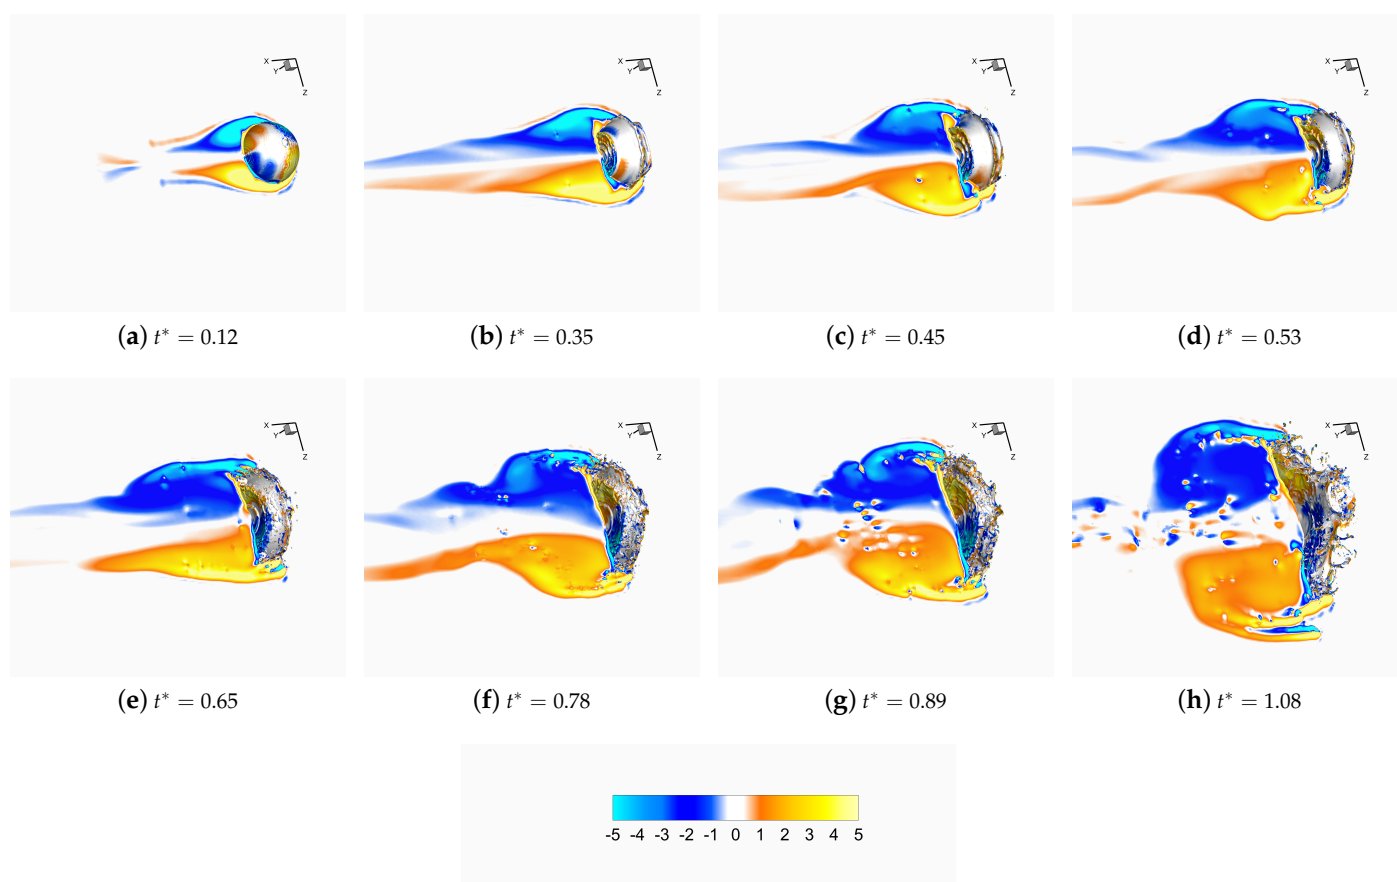 X Y Z
X Y Z
X Y Z
X Y Z
(a) t* = 0.12
(b) t* = 0.35
(c) t* = 0.45
(d) t* = 0.53
X Y Z
X Y Z
X Y Z
X Y Z
(e) t* = 0.65
(f) t* = 0.78
(g) t* = 0.89
(h) t* = 1.08
-5 -4 -3 -2 -1 0 1 2 3 4 5